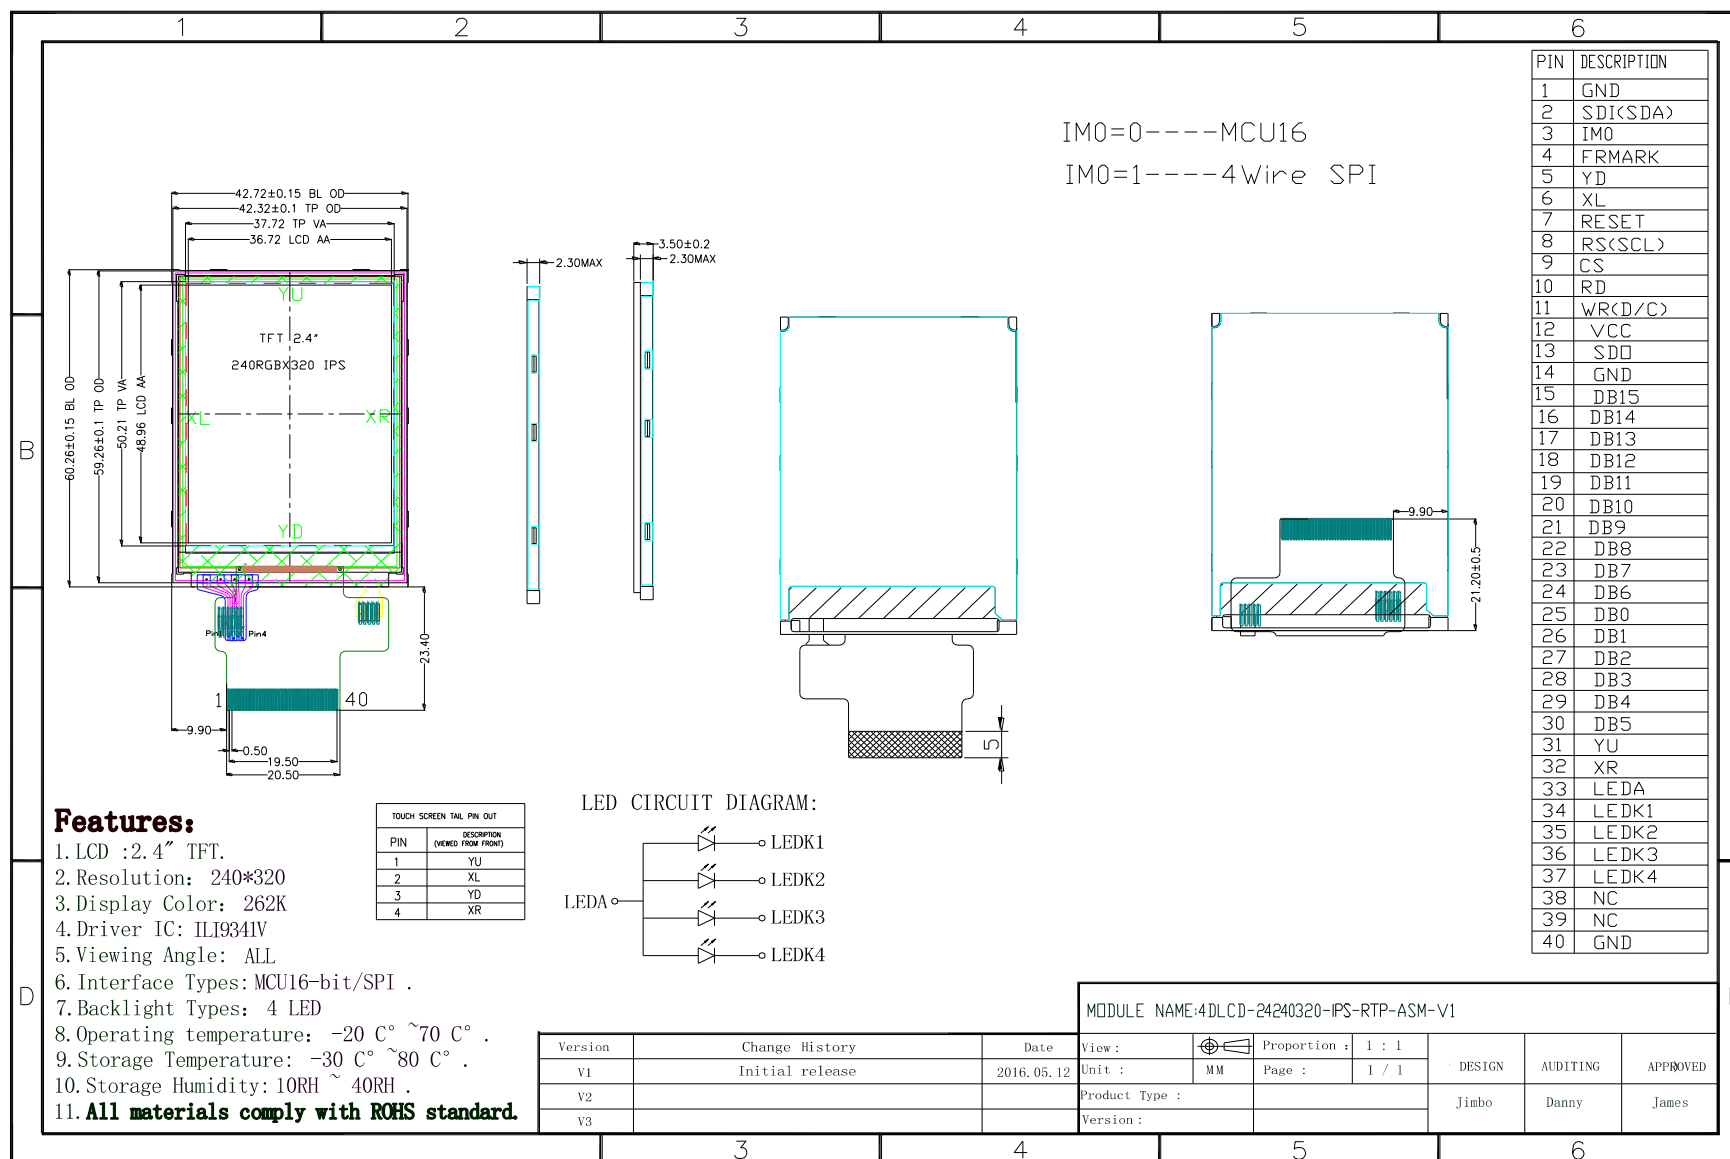 1 2 3 4 5 6
IM0=0----MCU16
IM0=1----4Wire SPI
PIN DESCRIPTION
1 GND
2 SDI(SDA)
3 IM0
4 FRMARK
5 YD
6 XL
7 RESET
8 RS(SCL)
9 CS
10 RD
11 WR(D/C)
12 VCC
13 SDO
14 GND
15 DB15
16 DB14
17 DB13
18 DB12
19 DB11
20 DB10
21 DB9
22 DB8
23 DB7
24 DB6
25 DB0
26 DB1
27 DB2
28 DB3
29 DB4
30 DB5
31 YU
32 XR
33 LEDA
34 LEDK1
35 LEDK2
36 LEDK3
37 LEDK4
38 NC
39 NC
40 GND
42.72±0.15 BL OD
42.32±0.1 TP OD
37.72 TP VA
36.72 LCD AA
60.26±0.15 BL OD
59.26±0.1 TP OD
50.21 TP VA
48.96 LCD AA
YU
TFT 2.4"
240RGBX320 IPS
XL XR
YD
Pin1 Pin4
1 40
23.40
9.90
0.50
19.50
20.50
2.30MAX
3.50±0.2
2.30MAX
5
9.90
21.20±0.5
B
D
Features:
1.LCD :2.4" TFT.
2.Resolution: 240*320
3.Display Color: 262K
4.Driver IC: ILI9341V
5.Viewing Angle: ALL
6.Interface Types: MCU16-bit/SPI .
7.Backlight Types: 4 LED
8.Operating temperature: -20 C° ~70 C° .
9.Storage Temperature: -30 C° ~80 C° .
10.Storage Humidity: 10RH ~ 40RH .
11.All materials comply with ROHS standard.
TOUCH SCREEN TAIL PIN OUT
PIN DESCRIPTION
(VIEWED FROM FRONT)
1 YU
2 XL
3 YD
4 XR
LED CIRCUIT DIAGRAM:
LEDA
LEDK1
LEDK2
LEDK3
LEDK4
Version Change History Date
V1 Initial release 2016.05.12
V2
V3
MODULE NAME:4DLCD-24240320-IPS-RTP-ASM-V1
View : Proportion : 1 : 1
Unit : MM Page : 1 / 1
Product Type :
Version :
DESIGN AUDITING APPROVED
Jimbo Danny James
3 4 5 6